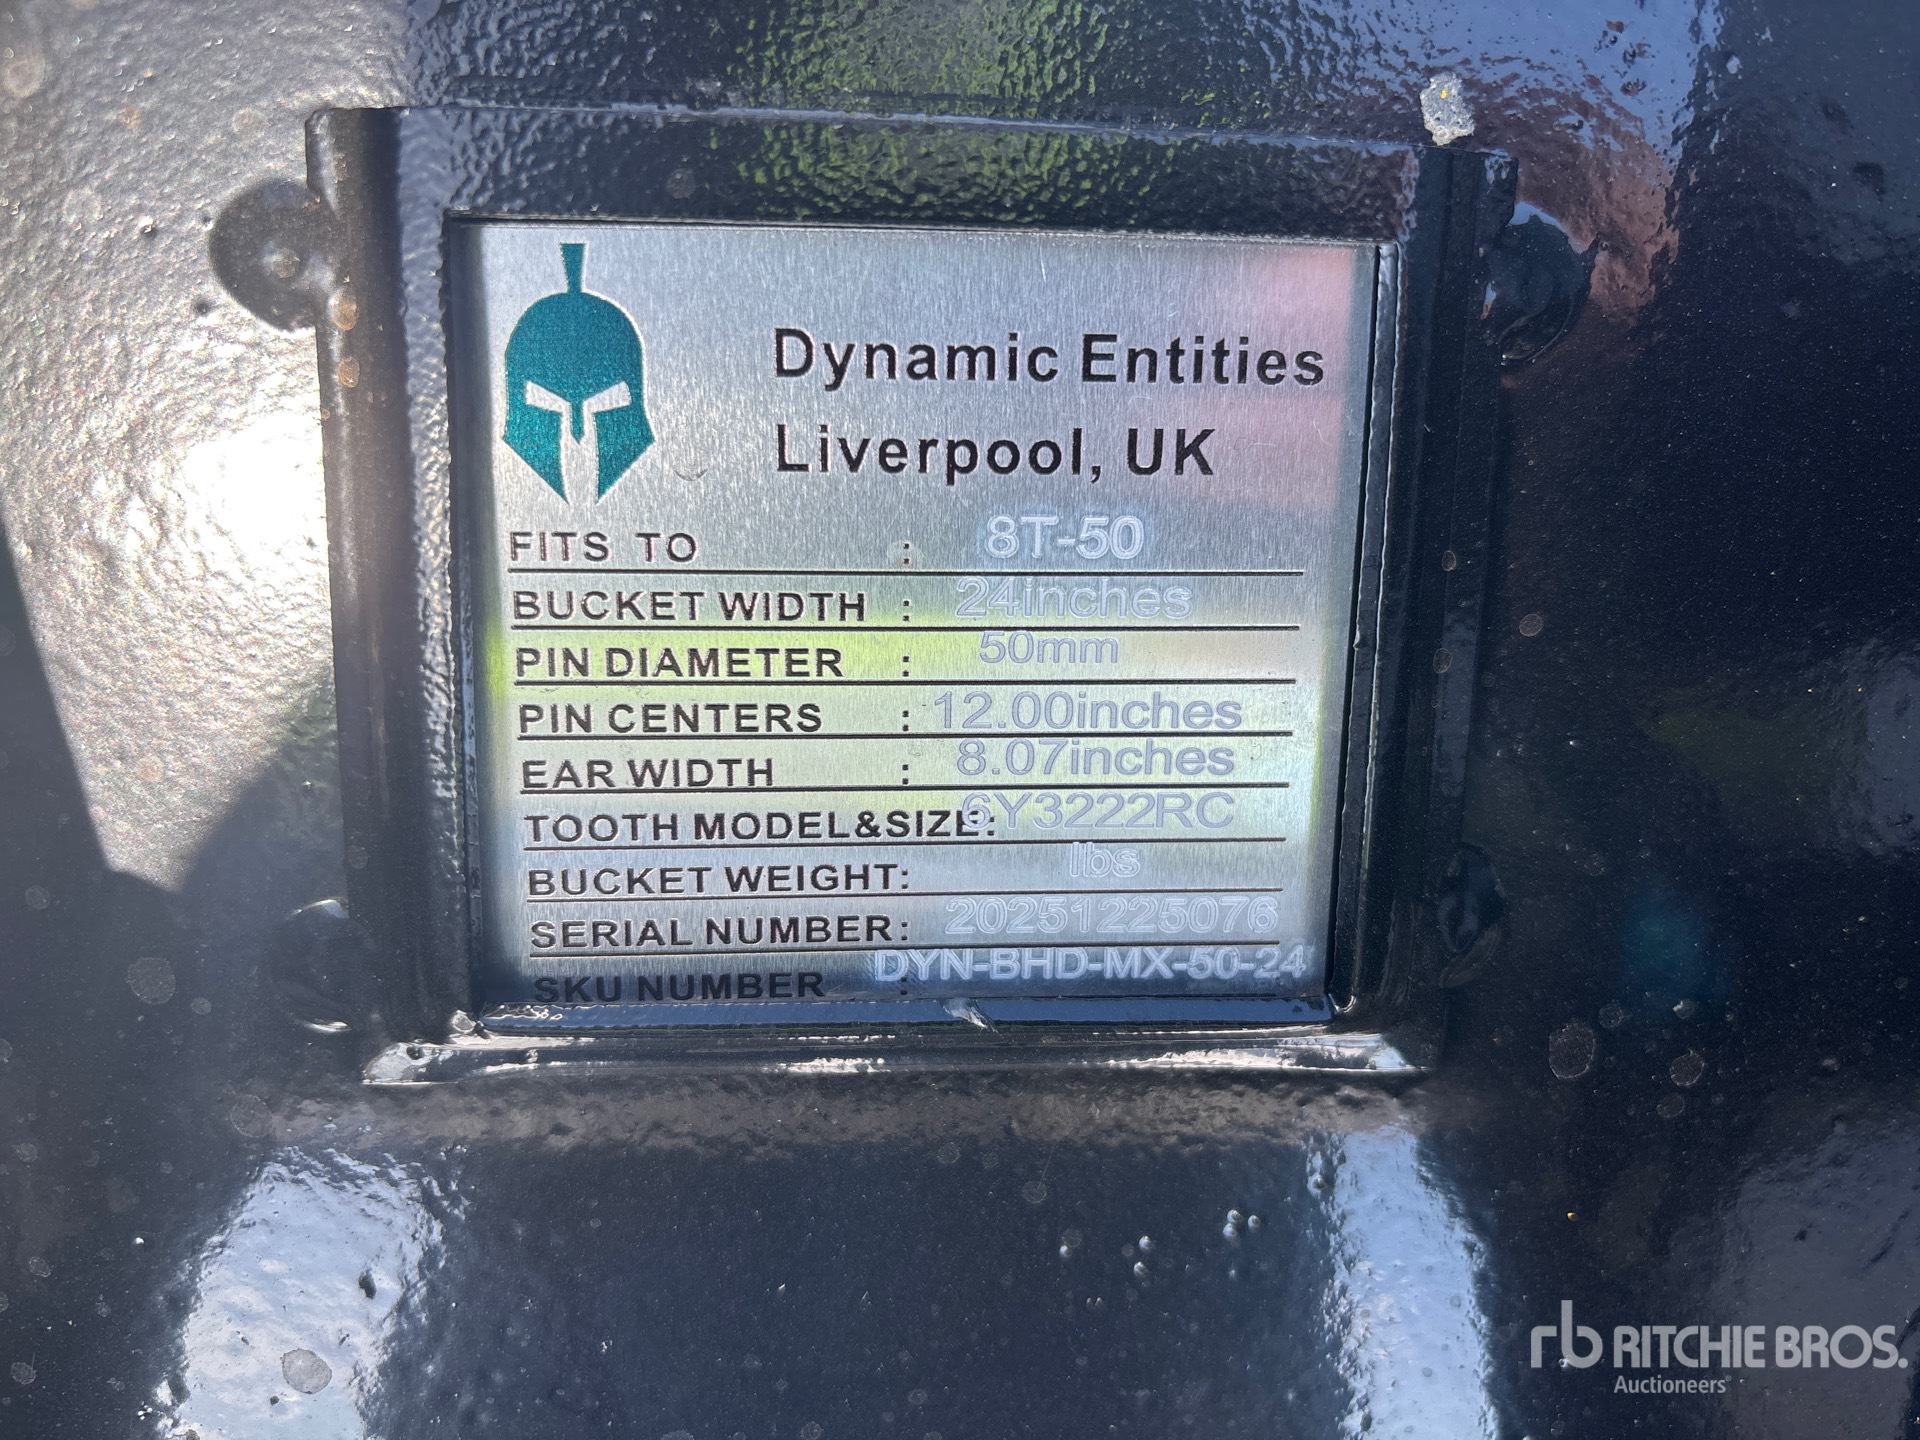 Dynamic Entities
Liverpool, UK
FITS TO : 8T-50
BUCKET WIDTH : 24inches
PIN DIAMETER : 50mm
PIN CENTERS : 12.00inches
EAR WIDTH : 8.07inches
TOOTH MODEL&SIZE: 6Y3222RC
BUCKET WEIGHT: lbs
SERIAL NUMBER: 20251225076
SKU NUMBER : DYN-BHD-MX-50-24
rb RITCHIE BROS.
Auctioneers